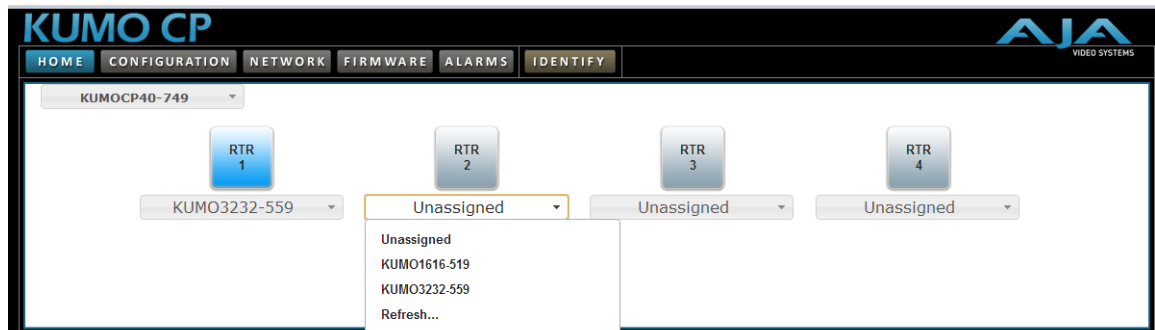 KUMO CP
AJA
VIDEO SYSTEMS
HOME CONFIGURATION NETWORK FIRMWARE ALARMS IDENTIFY
KUMOCP40-749
RTR RTR RTR RTR
1 2 3 4
KUMO3232-559 Unassigned Unassigned Unassigned
Unassigned
KUMO1616-519
KUMO3232-559
Refresh...